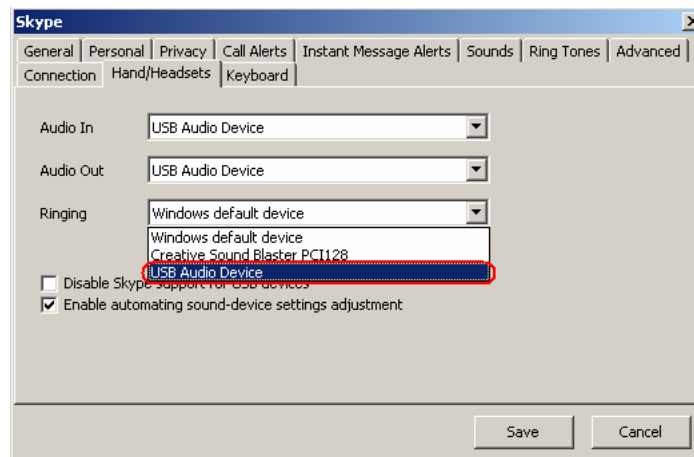 Skype
General Personal Privacy Call Alerts Instant Message Alerts Sounds Ring Tones Advanced
Connection Hand/Headsets Keyboard
Audio In USB Audio Device
Audio Out USB Audio Device
Ringing Windows default device
Windows default device
Creative Sound Blaster PCI128
USB Audio Device
Disable Skype support for USB devices
Enable automating sound-device settings adjustment
Save Cancel